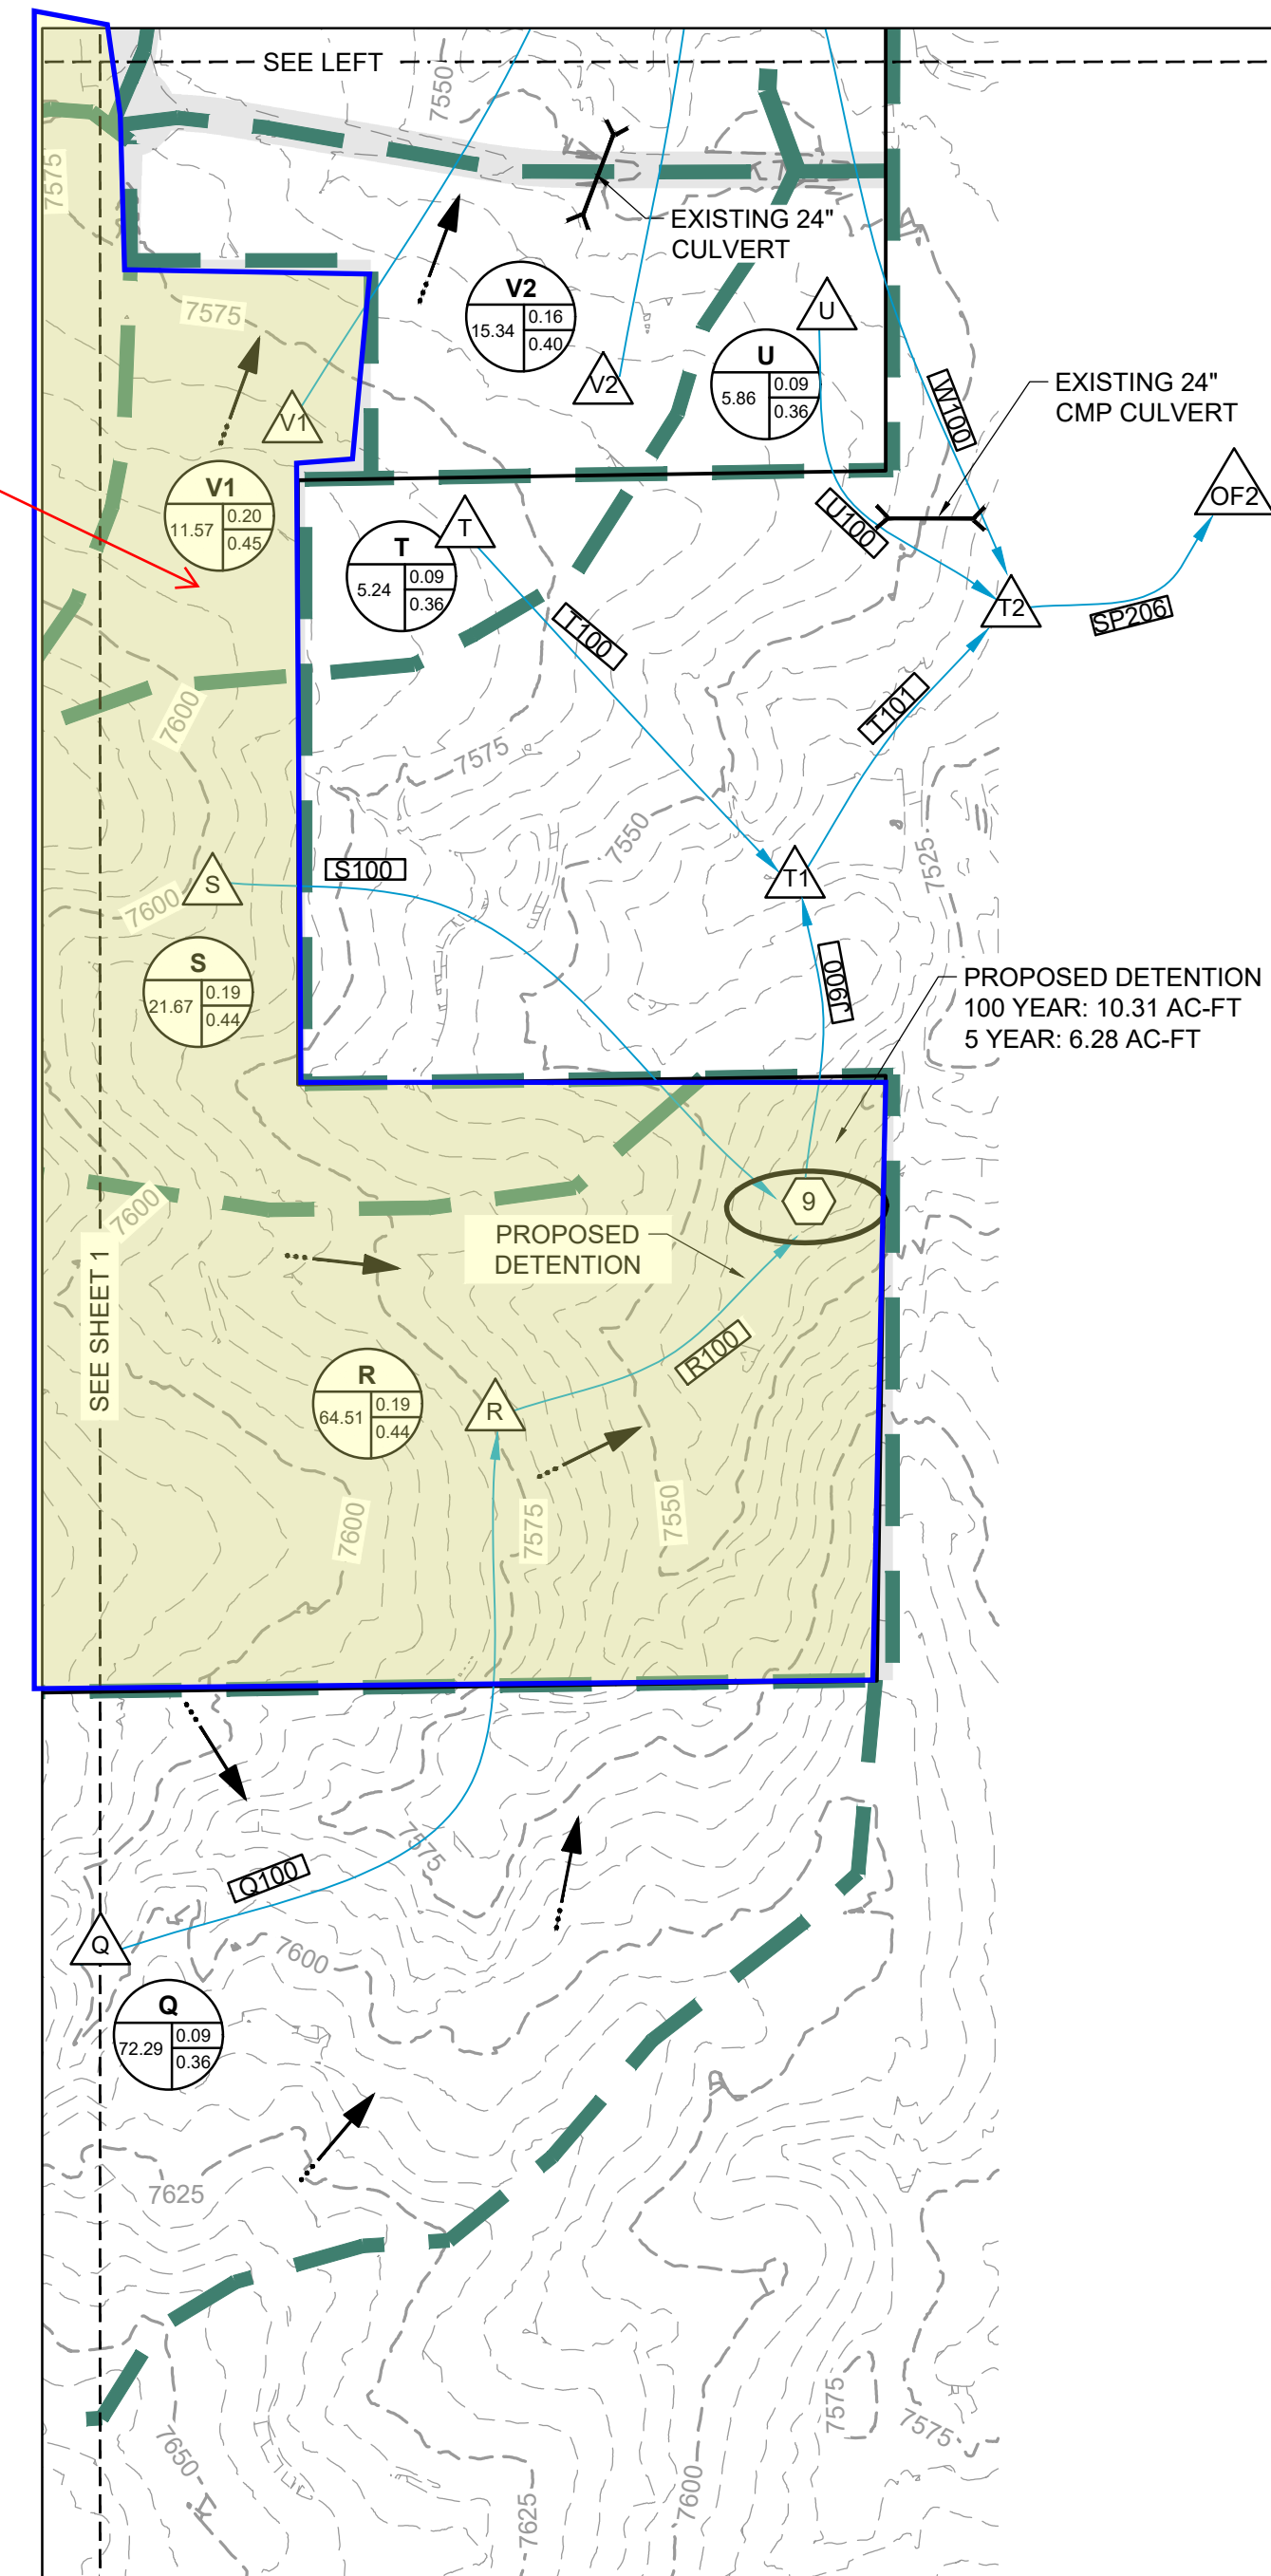 SEE LEFT
7550
7575
EXISTING 24"
CULVERT
V2
15.34
0.16
0.40
7575
U
V2
U
5.86
0.09
0.36
EXISTING 24"
CMP CULVERT
W100
V1
OF2
V1
11.57
0.20
0.45
T
T
5.24
0.09
0.36
U100
T2
SP206
T100
T101
7600
7575
7550
7525
S
S100
T1
7600
S
21.67
0.19
0.44
J900
PROPOSED DETENTION
100 YEAR: 10.31 AC-FT
5 YEAR: 6.28 AC-FT
7600
9
PROPOSED
DETENTION
SEE SHEET 1
R100
R
64.51
0.19
0.44
R
7600
7575
7550
7575
Q100
Q
7600
Q
72.29
0.09
0.36
7625
7575
7575
7650
7625
7600